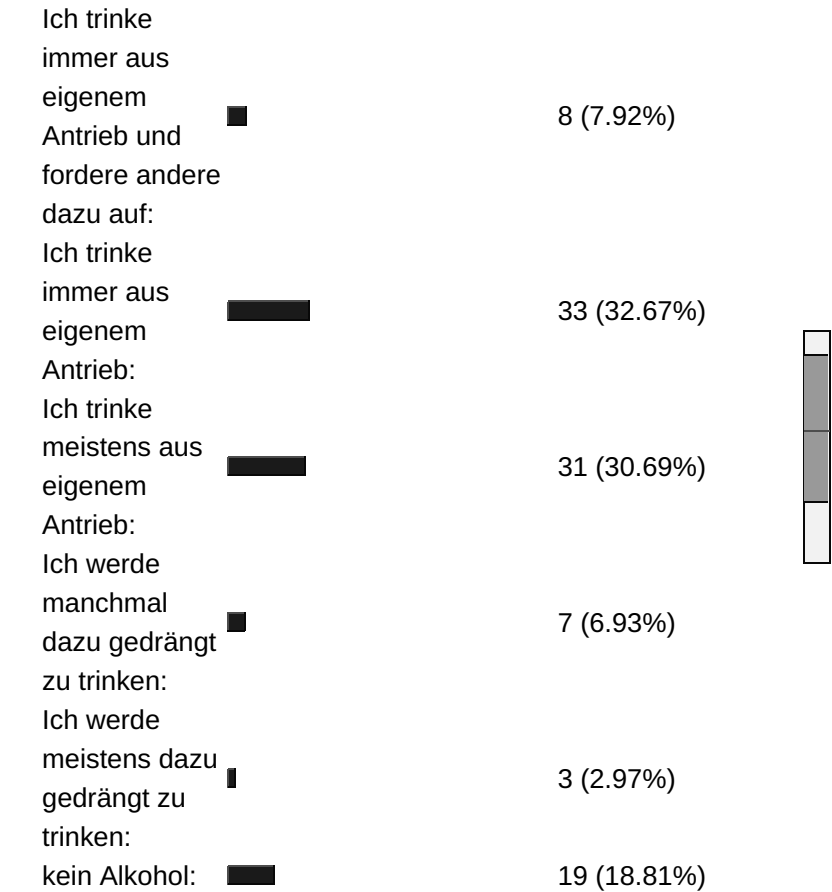 Ich trinke
immer aus
eigenem
Antrieb und
fordere andere
dazu auf:
8 (7.92%)
Ich trinke
immer aus
eigenem
Antrieb:
33 (32.67%)
Ich trinke
meistens aus
eigenem
Antrieb:
31 (30.69%)
Ich werde
manchmal
dazu gedrängt
zu trinken:
7 (6.93%)
Ich werde
meistens dazu
gedrängt zu
trinken:
3 (2.97%)
kein Alkohol:
19 (18.81%)